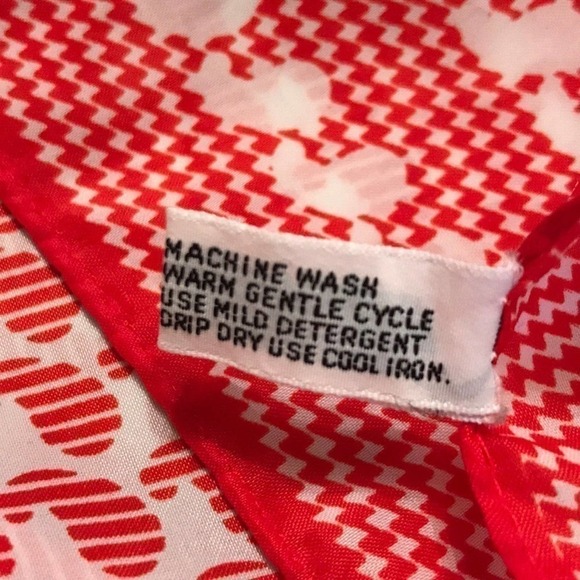 MACHINE WASH
WARM GENTLE CYCLE
USE MILD DETERGENT
DRIP DRY USE COOL IRON.